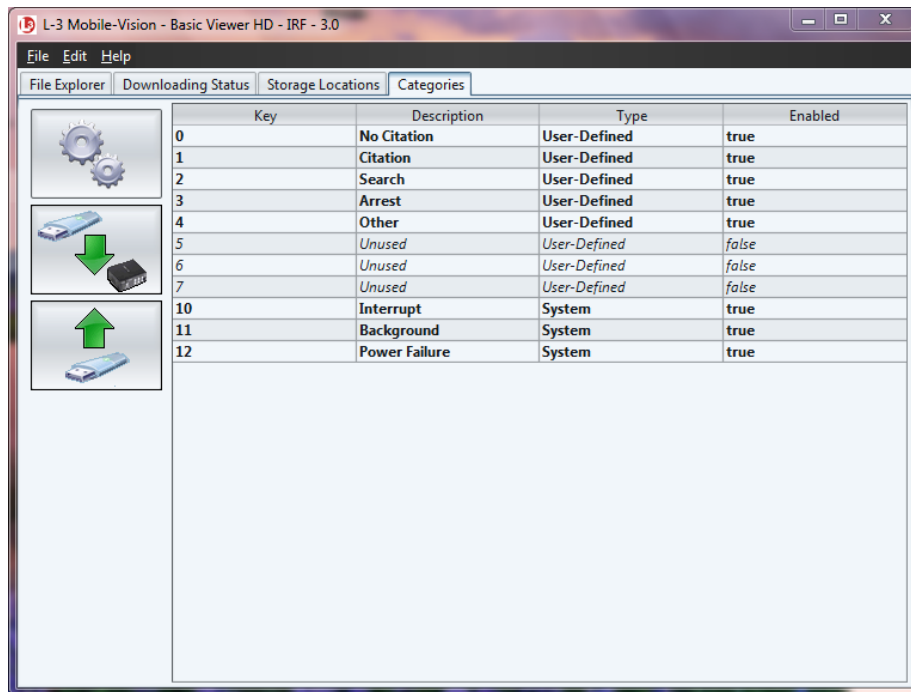 L-3 Mobile-Vision - Basic Viewer HD - IRF - 3.0
File Edit Help
File Explorer Downloading Status Storage Locations Categories
Key Description Type Enabled
0 No Citation User-Defined true
1 Citation User-Defined true
2 Search User-Defined true
3 Arrest User-Defined true
4 Other User-Defined true
5 Unused User-Defined false
6 Unused User-Defined false
7 Unused User-Defined false
10 Interrupt System true
11 Background System true
12 Power Failure System true